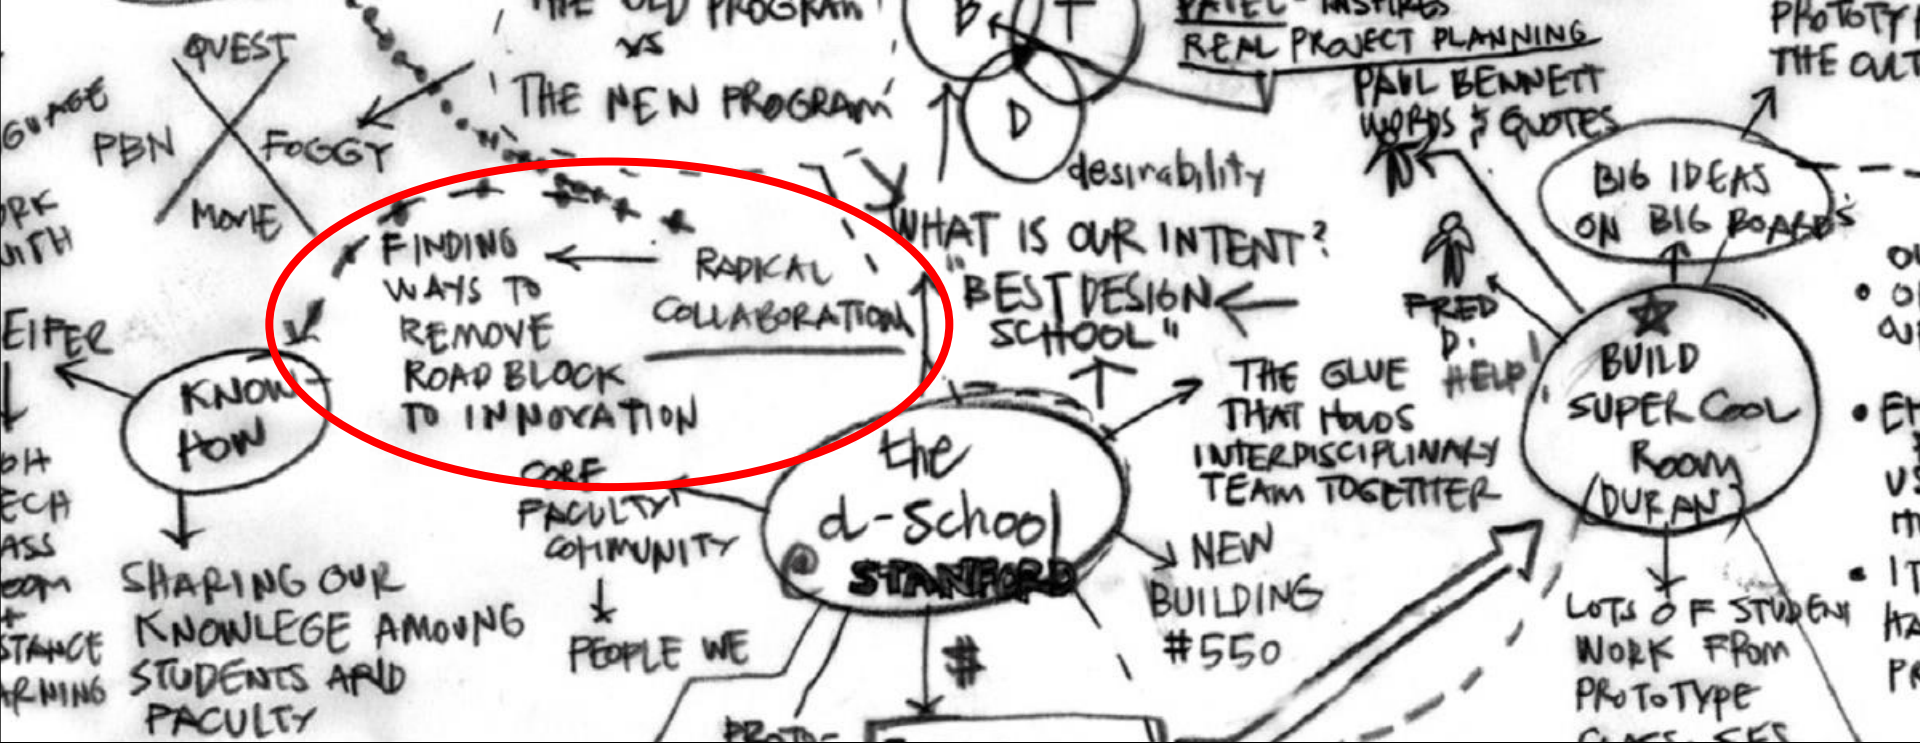 QUEST
PBN
FOGGY
MOVIE
THE OLD PROGRAM
VS
THE NEW PROGRAM
B
T
D
desirability
REAL PROJECT PLANNING
PAUL BENNETT
WORDS & QUOTES
THE
BIG IDEAS
ON BIG BOARDS
FINDING
WAYS TO
REMOVE
ROAD BLOCK
TO INNOVATION
RADICAL
COLLABORATION
WHAT IS OUR INTENT?
"BEST DESIGN
SCHOOL"
FRED
D.
HELP!
BUILD
SUPER COOL
ROOM
(DURAN)
KNOW-
HOW
SHARING OUR
KNOWLEGE AMOUNG
STUDENTS AND
FACULTY
CORE
FACULTY
COMMUNITY
PEOPLE WE
the
d-school
STANFORD
#
THE GLUE
THAT HOLDS
INTERDISCIPLINARY
TEAM TOGETHER
NEW
BUILDING
#550
LOTS OF STUDENT
WORK FROM
PROTOTYPE